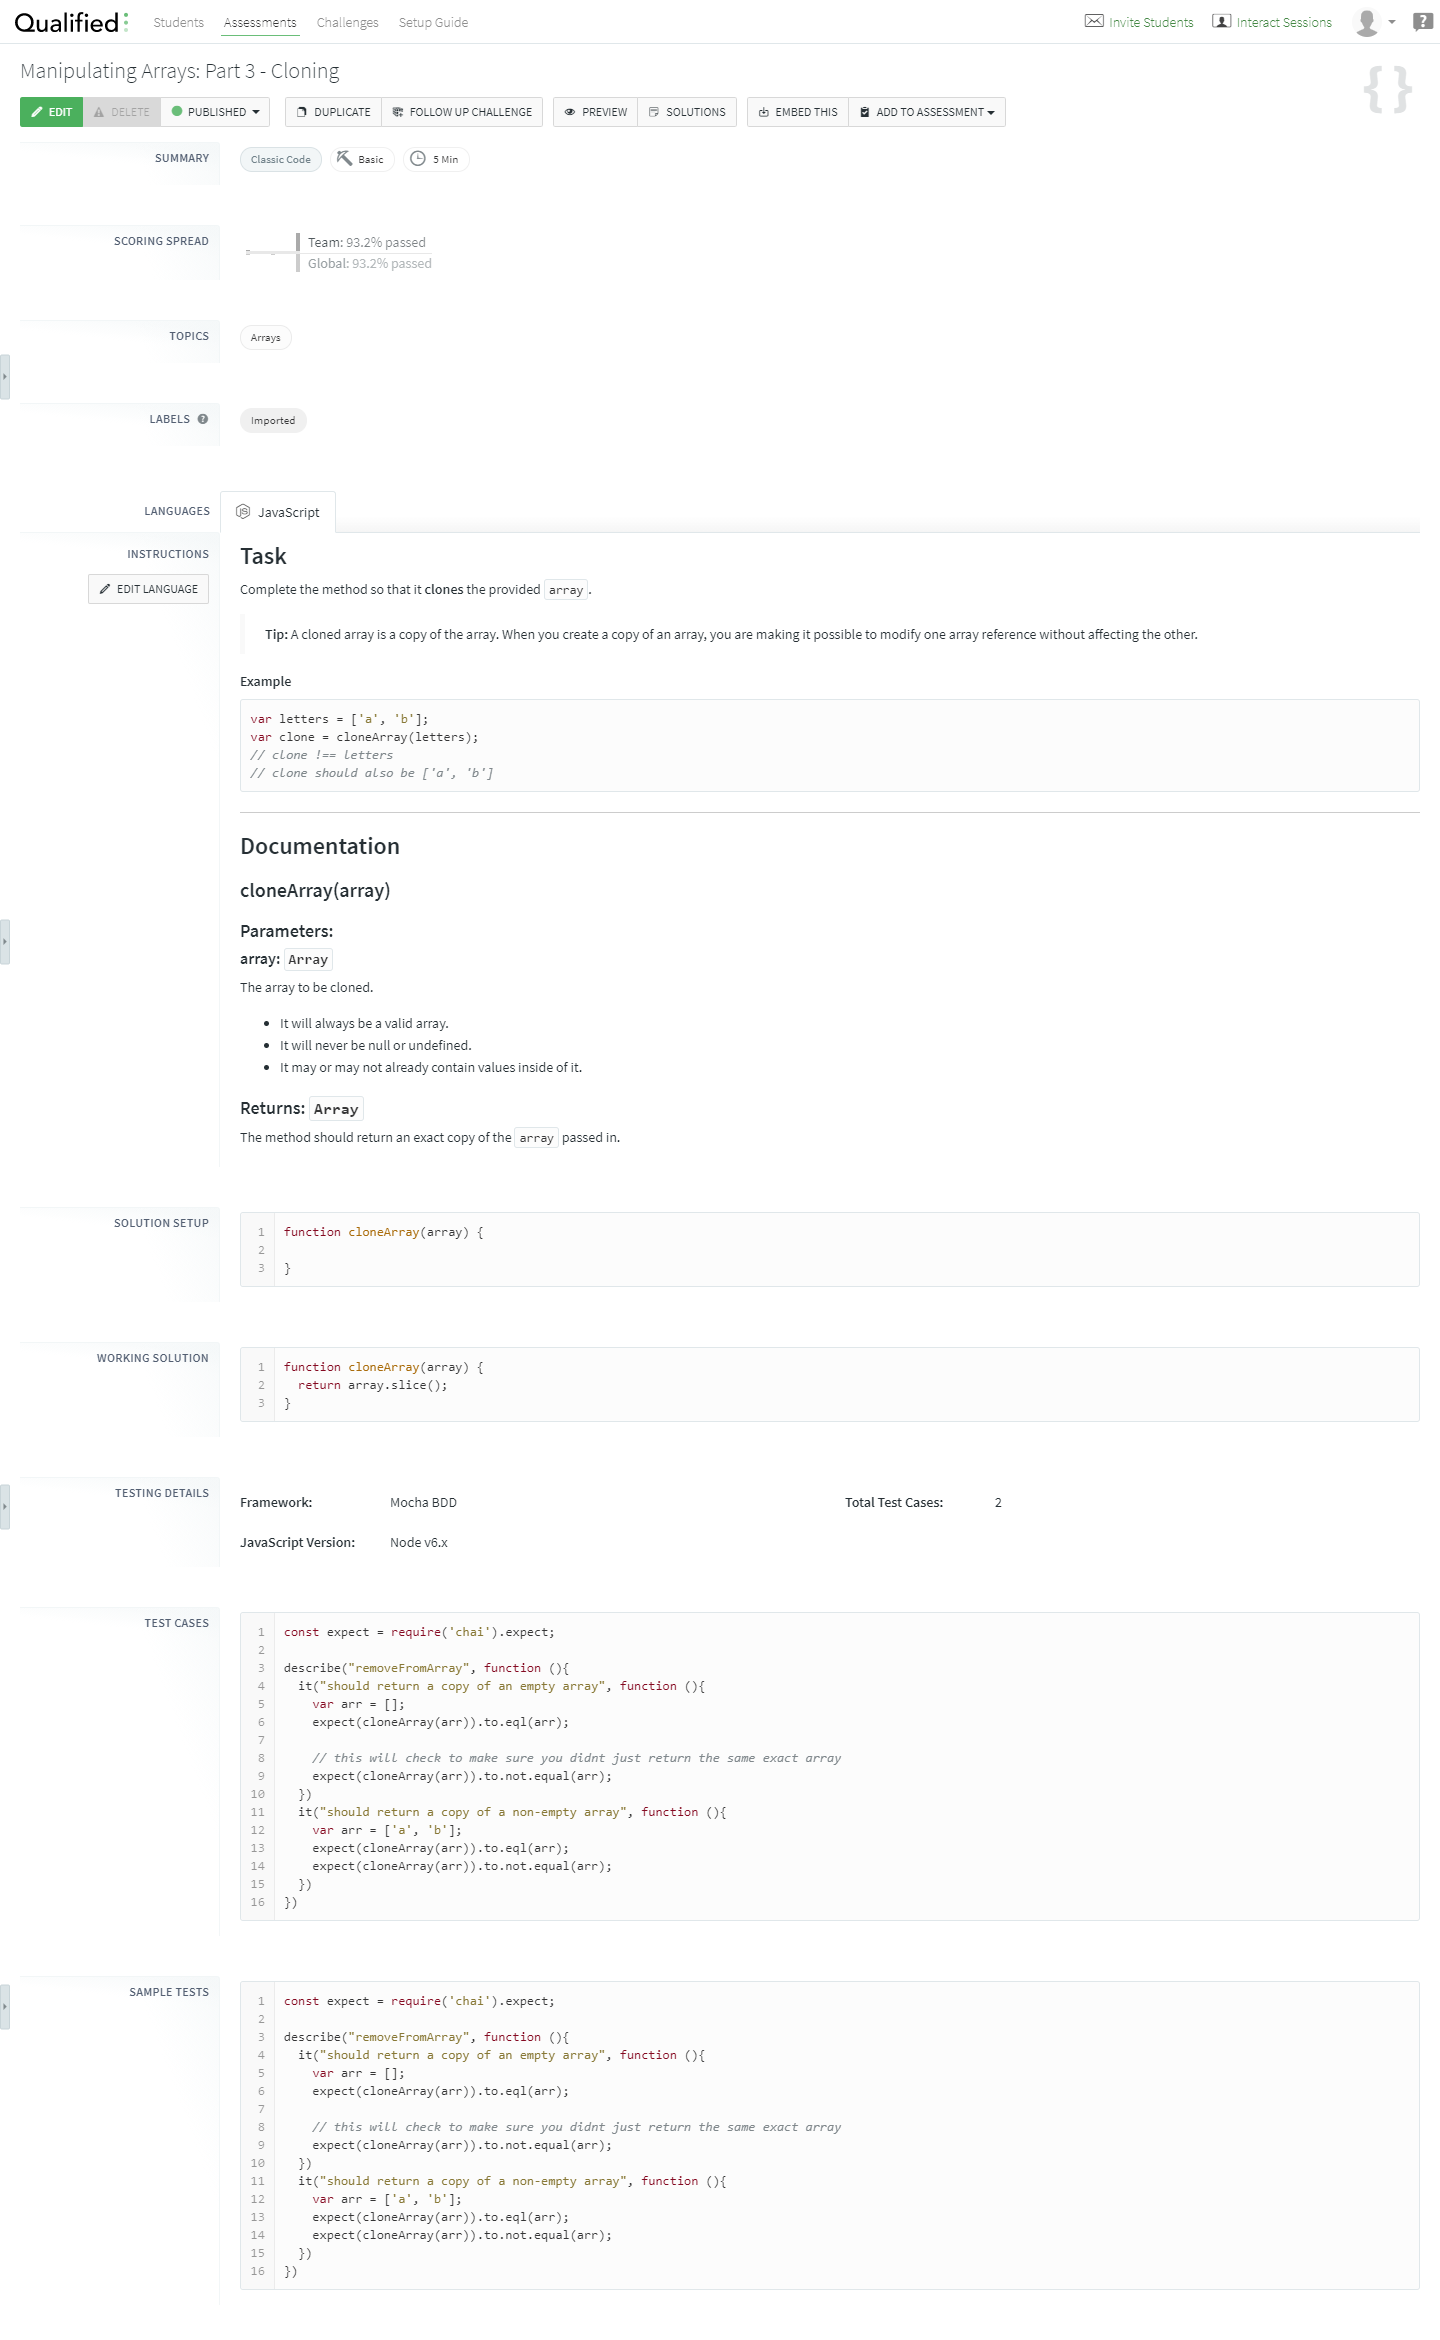 Qualified Students Assessments Challenges Setup Guide Invite Students Interact Sessions ?
Manipulating Arrays: Part 3 - Cloning
{ }
EDIT DELETE PUBLISHED DUPLICATE FOLLOW UP CHALLENGE PREVIEW SOLUTIONS EMBED THIS ADD TO ASSESSMENT
SUMMARY Classic Code Basic 5 Min
SCORING SPREAD Team: 93.2% passed
Global: 93.2% passed
TOPICS Arrays
LABELS ? Imported
LANGUAGES JavaScript
INSTRUCTIONS
EDIT LANGUAGE
Task
Complete the method so that it clones the provided array.
Tip: A cloned array is a copy of the array. When you create a copy of an array, you are making it possible to modify one array reference without affecting the other.
Example
var letters = ['a', 'b'];
var clone = cloneArray(letters);
// clone !== letters
// clone should also be ['a', 'b']
Documentation
cloneArray(array)
Parameters:
array: Array
The array to be cloned.
• It will always be a valid array.
• It will never be null or undefined.
• It may or may not already contain values inside of it.
Returns: Array
The method should return an exact copy of the array passed in.
SOLUTION SETUP
1 function cloneArray(array) {
2
3 }
WORKING SOLUTION
1 function cloneArray(array) {
2   return array.slice();
3 }
TESTING DETAILS
Framework: Mocha BDD Total Test Cases: 2
JavaScript Version: Node v6.x
TEST CASES
1 const expect = require('chai').expect;
2
3 describe("removeFromArray", function (){
4   it("should return a copy of an empty array", function (){
5     var arr = [];
6     expect(cloneArray(arr)).to.eql(arr);
7
8     // this will check to make sure you didnt just return the same exact array
9     expect(cloneArray(arr)).to.not.equal(arr);
10   })
11   it("should return a copy of a non-empty array", function (){
12     var arr = ['a', 'b'];
13     expect(cloneArray(arr)).to.eql(arr);
14     expect(cloneArray(arr)).to.not.equal(arr);
15   })
16 })
SAMPLE TESTS
1 const expect = require('chai').expect;
2
3 describe("removeFromArray", function (){
4   it("should return a copy of an empty array", function (){
5     var arr = [];
6     expect(cloneArray(arr)).to.eql(arr);
7
8     // this will check to make sure you didnt just return the same exact array
9     expect(cloneArray(arr)).to.not.equal(arr);
10   })
11   it("should return a copy of a non-empty array", function (){
12     var arr = ['a', 'b'];
13     expect(cloneArray(arr)).to.eql(arr);
14     expect(cloneArray(arr)).to.not.equal(arr);
15   })
16 })